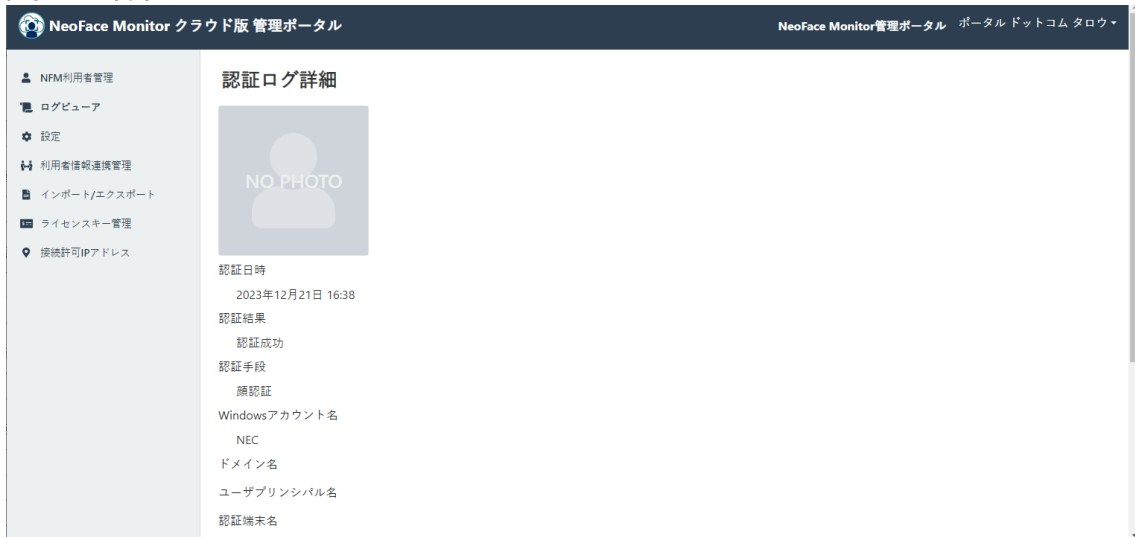 NeoFace Monitor クラウド版 管理ポータル
NeoFace Monitor管理ポータル ポータル ドットコム タロウ
NFM利用者管理
ログビューア
設定
利用者情報連携管理
インポート/エクスポート
ライセンスキー管理
接続許可IPアドレス
認証ログ詳細
NO PHOTO
認証日時
2023年12月21日 16:38
認証結果
認証成功
認証手段
顔認証
Windowsアカウント名
NEC
ドメイン名
ユーザプリンシパル名
認証端末名